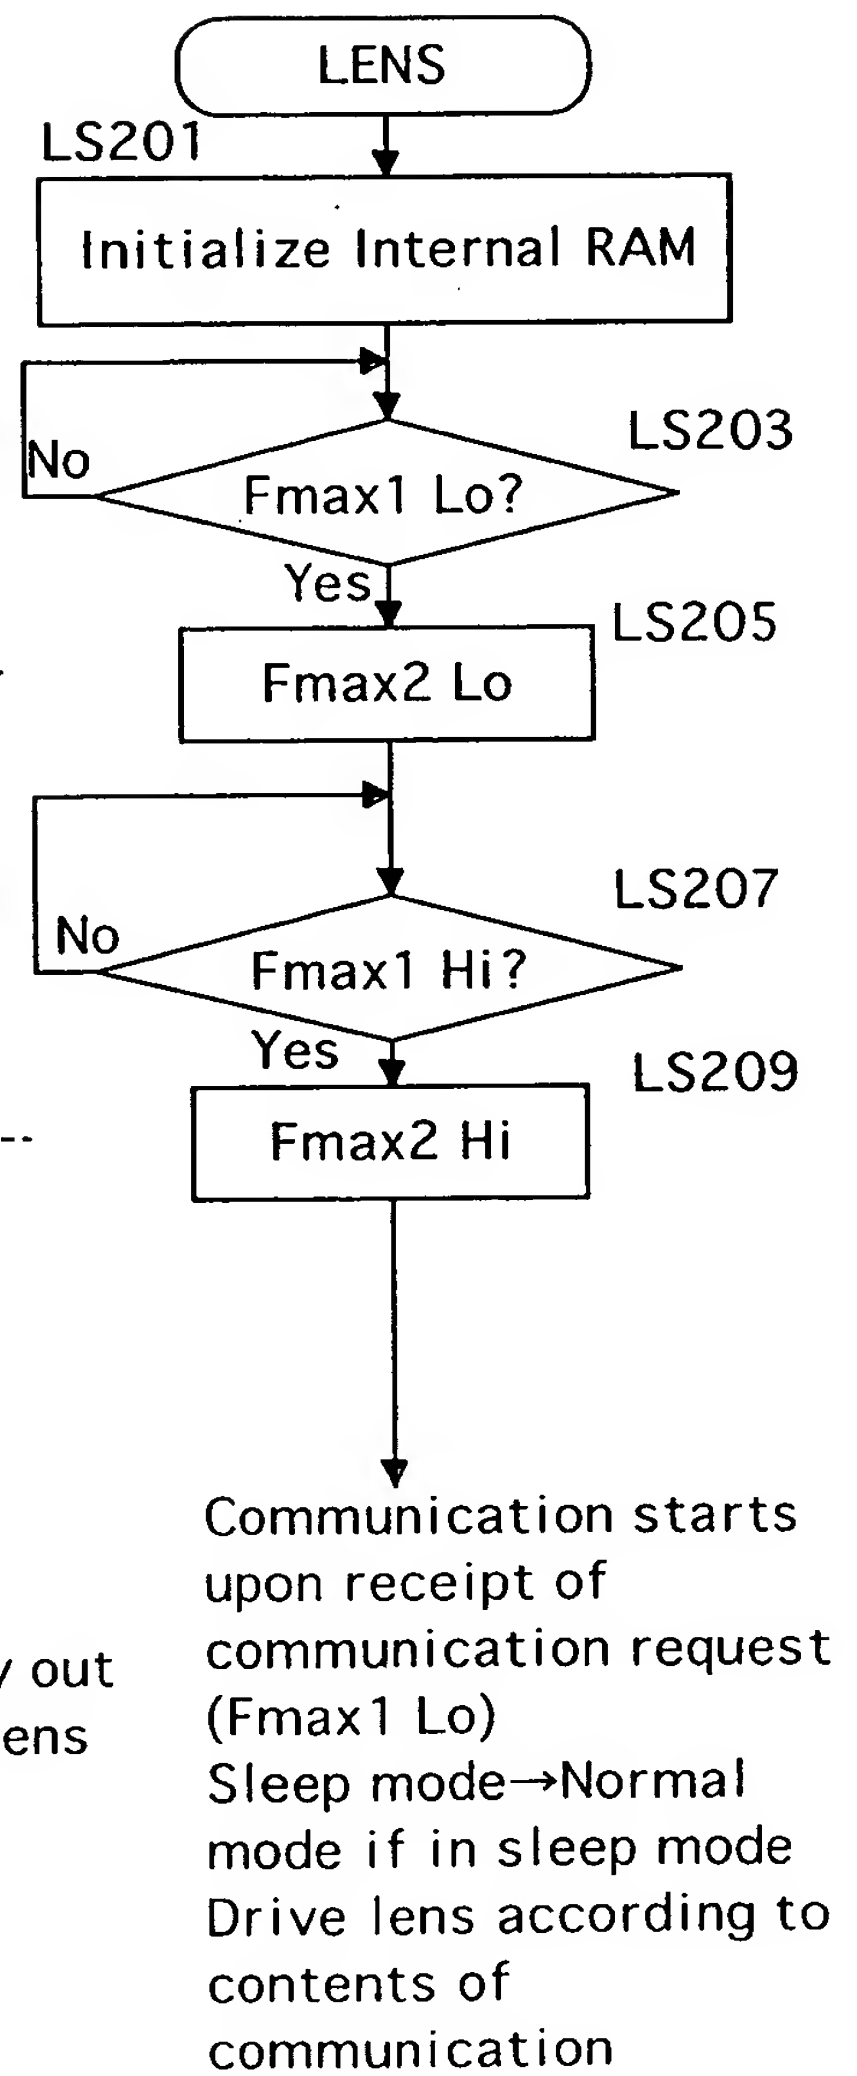 LENS
LS201
Initialize Internal RAM
No
LS203
Fmax1 Lo?
Yes
LS205
Fmax2 Lo
LS207
No
Fmax1 Hi?
Yes
LS209
Fmax2 Hi
Communication starts
upon receipt of
communication request
out
(Fmax1 Lo)
Sleep mode→Normal
mode if in sleep mode
Drive lens according to
contents of
communication